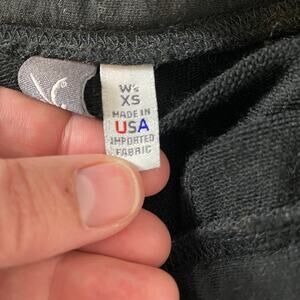 W's
XS
MADE IN
USA
IMPORTED
FABRIC